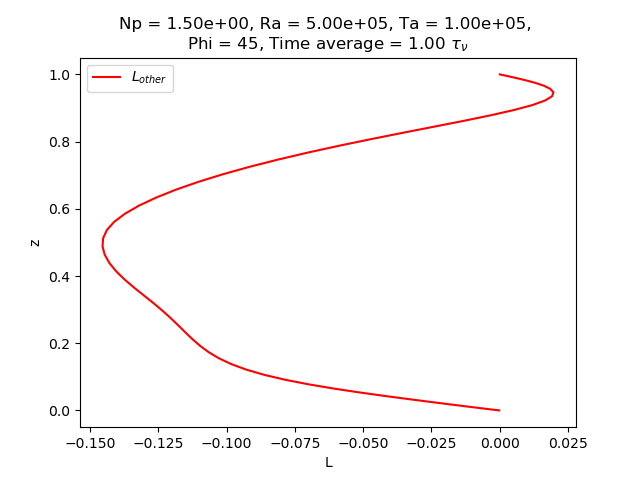 Np = 1.50e+00, Ra = 5.00e+05, Ta = 1.00e+05,
Phi = 45, Time average = 1.00 τ_ν
L_other
1.0
0.8
0.6
z
0.4
0.2
0.0
−0.150 −0.125 −0.100 −0.075 −0.050 −0.025 0.000 0.025
L